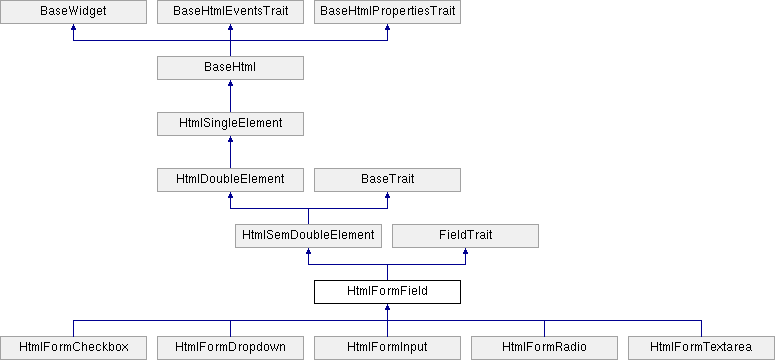 BaseWidget
BaseHtmlEventsTrait
BaseHtmlPropertiesTrait
BaseHtml
HtmlSingleElement
HtmlDoubleElement
BaseTrait
HtmlSemDoubleElement
FieldTrait
HtmlFormField
HtmlFormCheckbox
HtmlFormDropdown
HtmlFormInput
HtmlFormRadio
HtmlFormTextarea